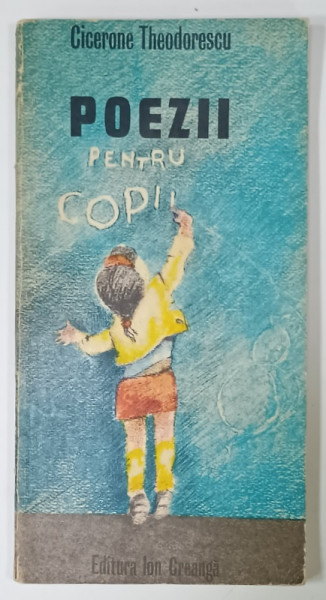 Cicerone Theodorescu
POEZII
PENTRU
COPII
Editura Ion Creangă